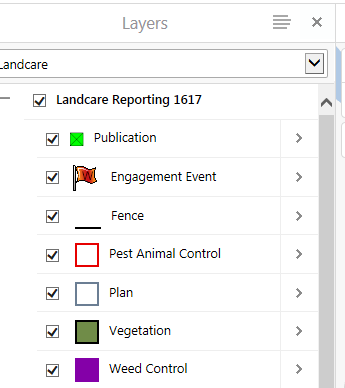 Layers
Landcare
Landcare Reporting 1617
Publication
Engagement Event
Fence
Pest Animal Control
Plan
Vegetation
Weed Control